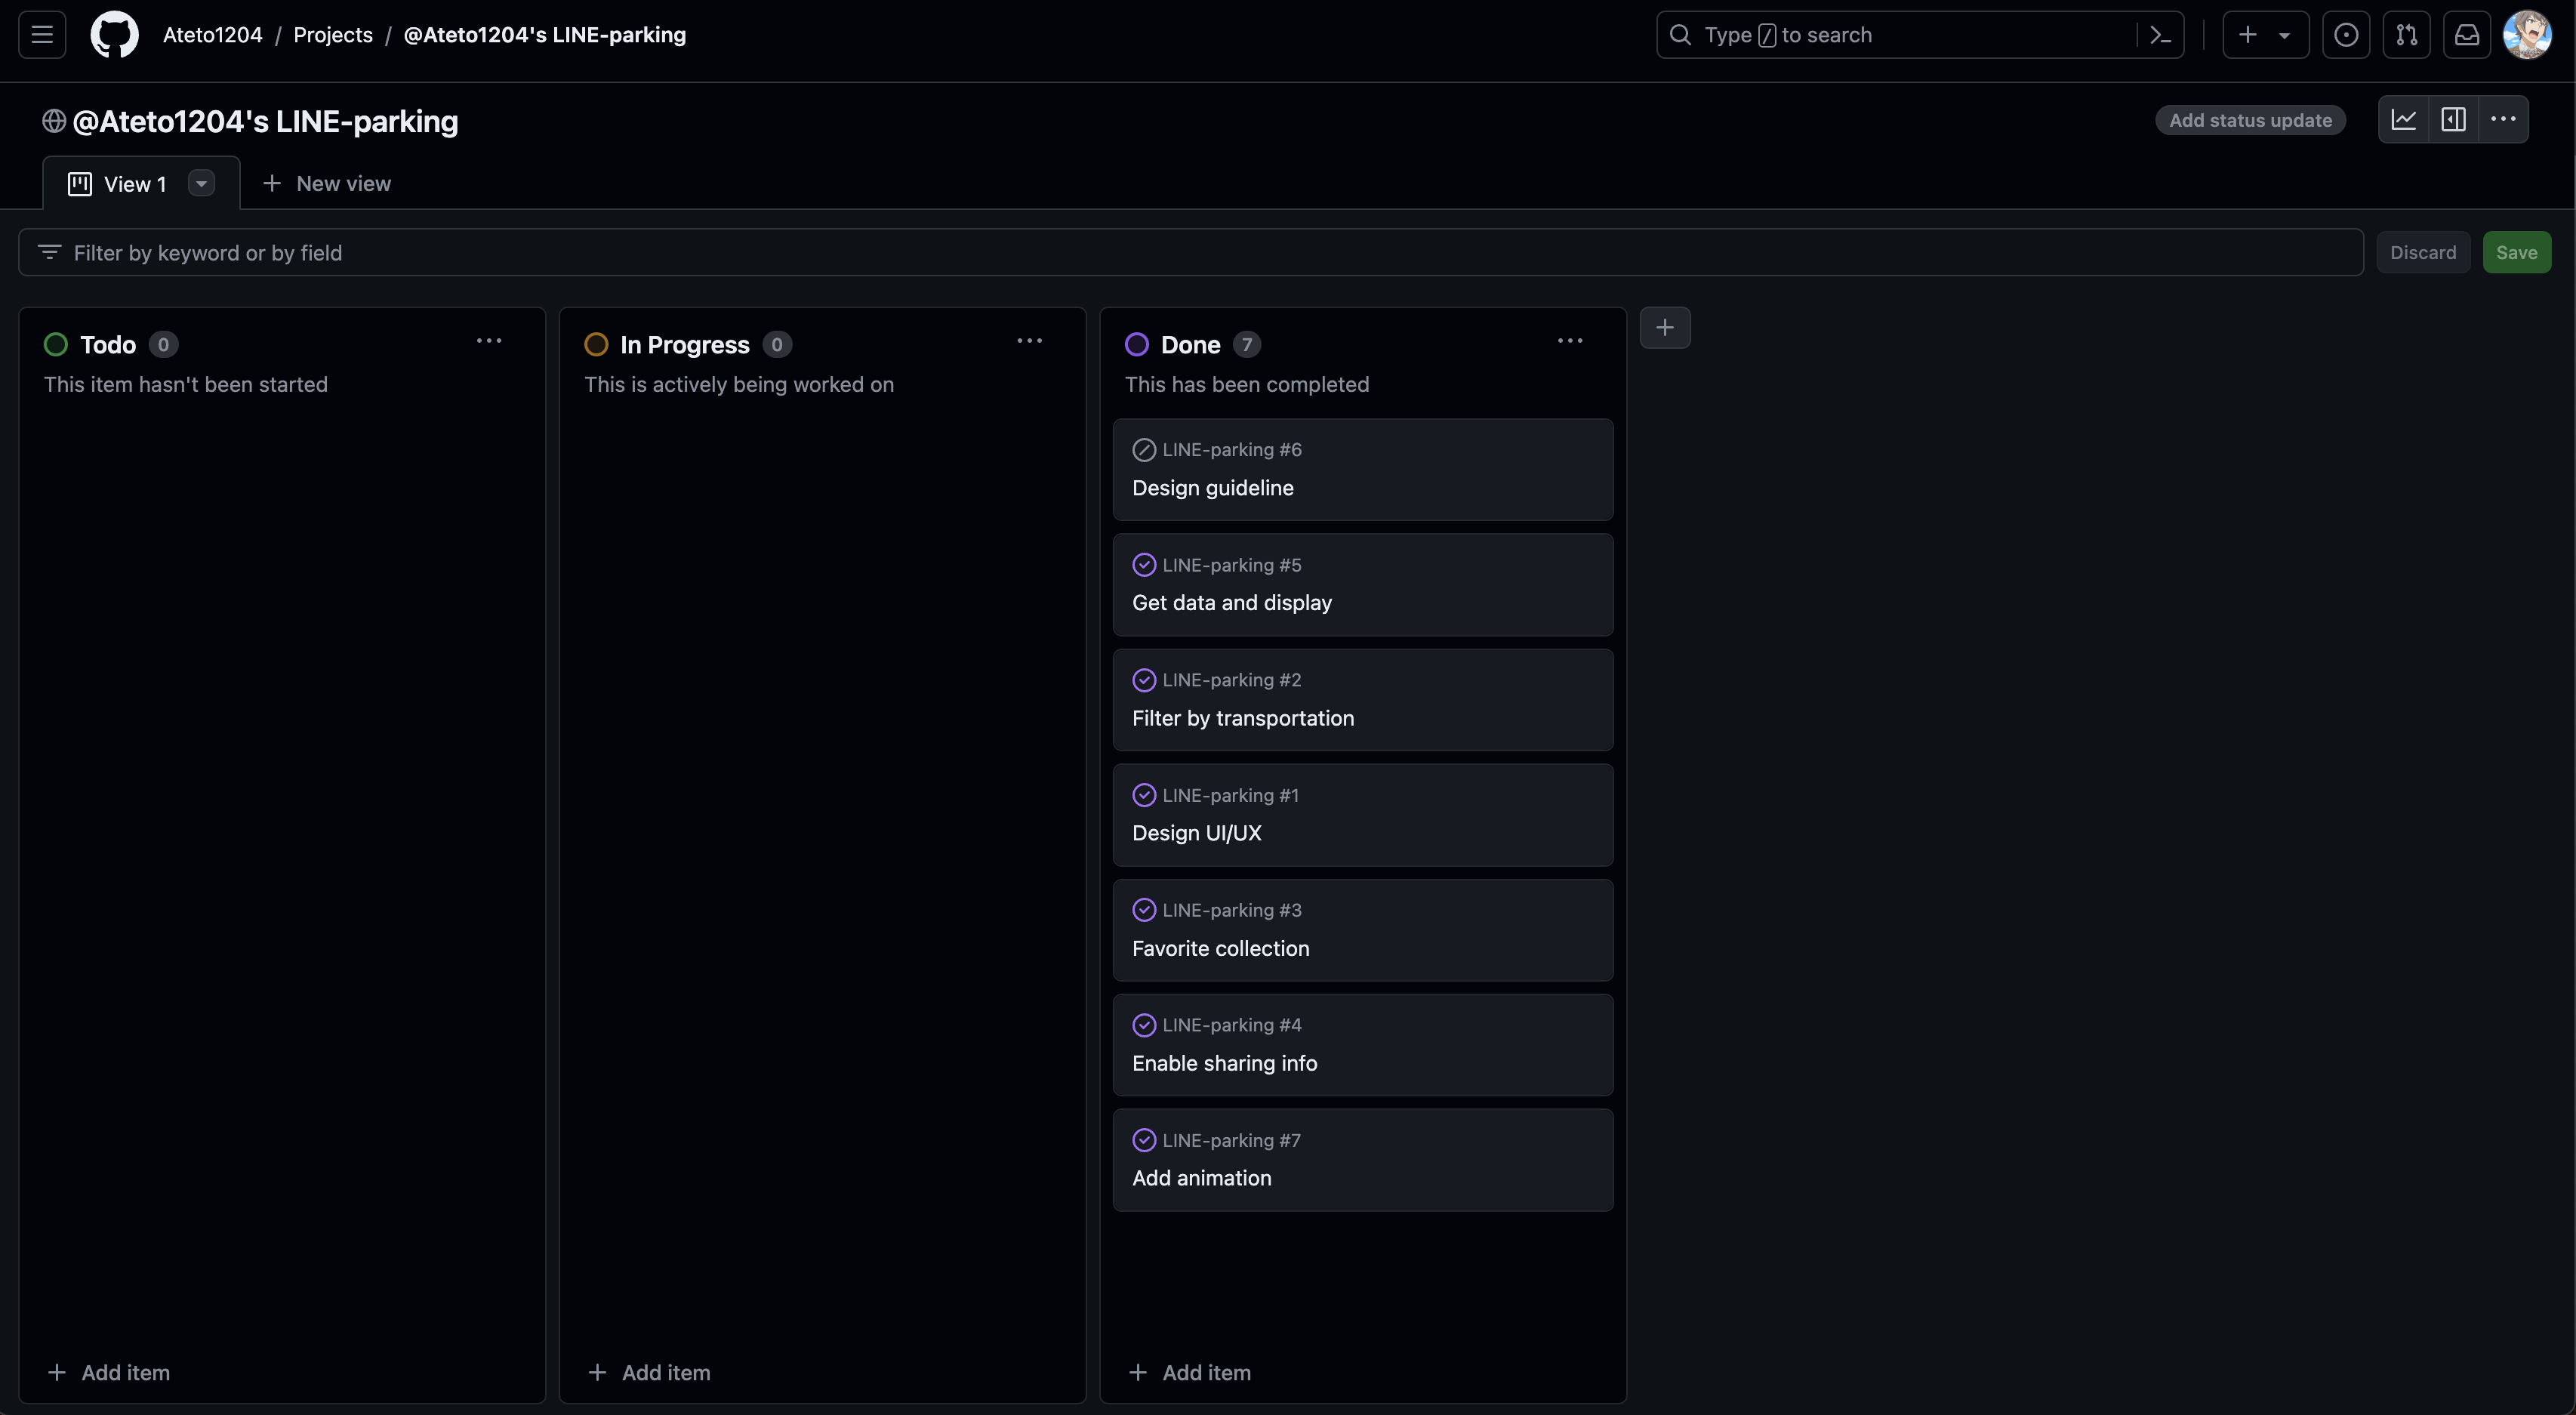 Ateto1204 / Projects / @Ateto1204's LINE-parking
Type / to search
@Ateto1204's LINE-parking
Add status update
View 1
New view
Filter by keyword or by field
Discard
Save
Todo 0
This item hasn't been started
Add item
In Progress 0
This is actively being worked on
Add item
Done 7
This has been completed
LINE-parking #6
Design guideline
LINE-parking #5
Get data and display
LINE-parking #2
Filter by transportation
LINE-parking #1
Design UI/UX
LINE-parking #3
Favorite collection
LINE-parking #4
Enable sharing info
LINE-parking #7
Add animation
Add item